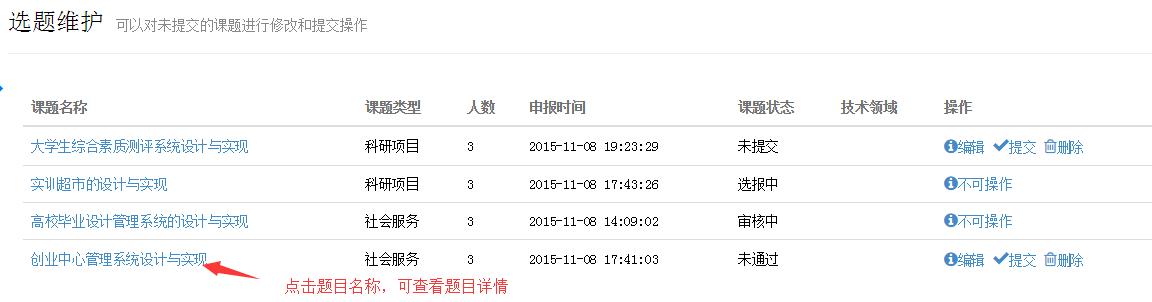 选题维护 可以对未提交的课题进行修改和提交操作
课题名称 课题类型 人数 申报时间 课题状态 技术领域 操作
大学生综合素质测评系统设计与实现 科研项目 3 2015-11-08 19:23:29 未提交 编辑 提交 删除
实训超市的设计与实现 科研项目 3 2015-11-08 17:43:26 选报中 不可操作
高校毕业设计管理系统的设计与实现 社会服务 3 2015-11-08 14:09:02 审核中 不可操作
创业中心管理系统设计与实现 社会服务 3 2015-11-08 17:41:03 未通过 编辑 提交 删除
点击题目名称，可查看题目详情